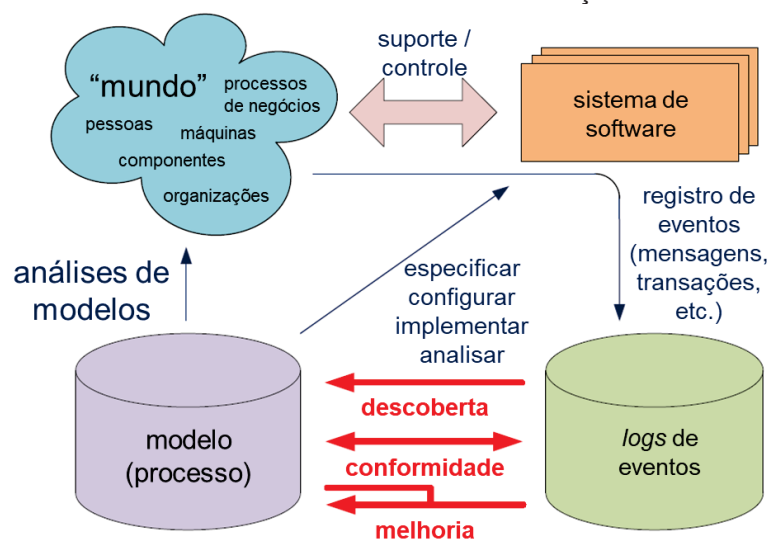 suporte /
controle
“mundo”
processos
de negócios
pessoas
máquinas
componentes
organizações
sistema de
software
registro de
eventos
(mensagens,
transações,
etc.)
análises de
modelos
especificar
configurar
implementar
analisar
modelo
(processo)
descoberta
conformidade
melhoria
logs de
eventos